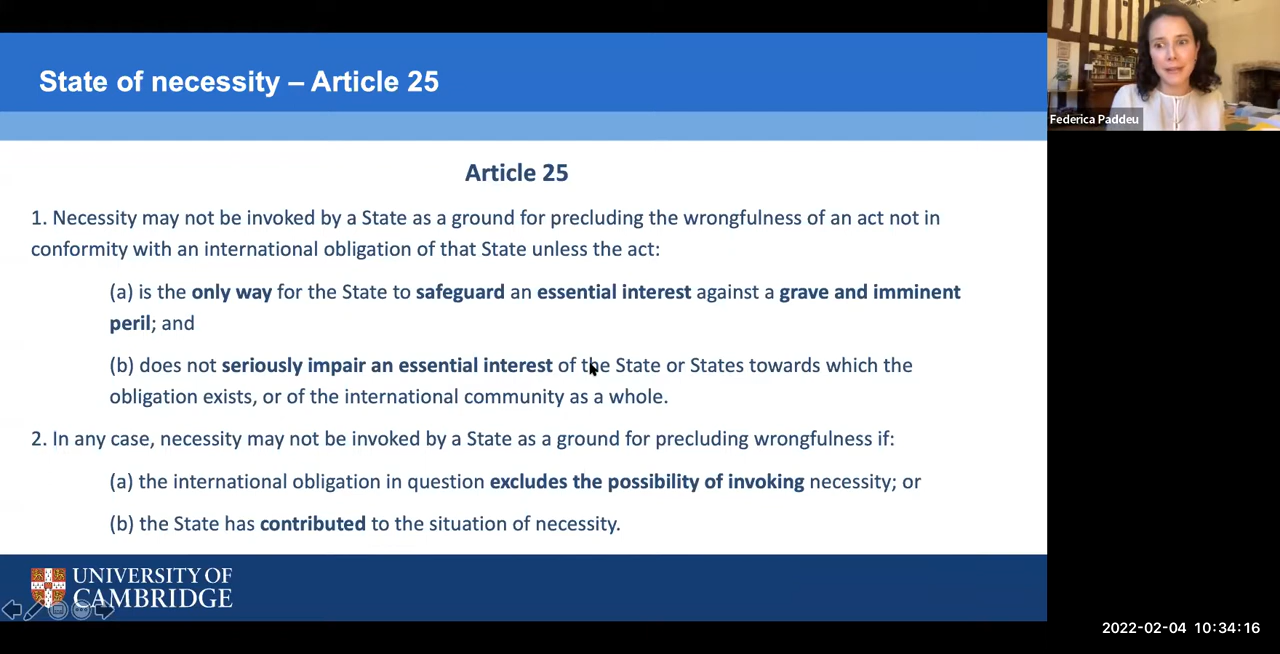 State of necessity – Article 25
Federica Paddeu
Article 25
1. Necessity may not be invoked by a State as a ground for precluding the wrongfulness of an act not in
conformity with an international obligation of that State unless the act:
(a) is the only way for the State to safeguard an essential interest against a grave and imminent
peril; and
(b) does not seriously impair an essential interest of the State or States towards which the
obligation exists, or of the international community as a whole.
2. In any case, necessity may not be invoked by a State as a ground for precluding wrongfulness if:
(a) the international obligation in question excludes the possibility of invoking necessity; or
(b) the State has contributed to the situation of necessity.
UNIVERSITY OF
CAMBRIDGE
2022-02-04 10:34:16